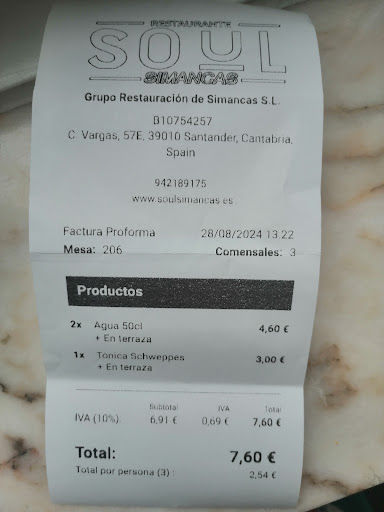 RESTAURANTE
SOUL
SIMANCAS
Grupo Restauración de Simancas S.L.
B10754257
C. Vargas, 57E, 39010 Santander, Cantabria,
Spain
942189175
www.soulsimancas.es
Factura Proforma 28/08/2024 13:22
Mesa: 206 Comensales: 3
Productos
2x Agua 50cl 4,60 €
+ En terraza
1x Tonica Schweppes 3,00 €
+ En terraza
Subtotal IVA Total
IVA (10%) 6,91 € 0,69 € 7,60 €
Total: 7,60 €
Total por persona (3) : 2,54 €